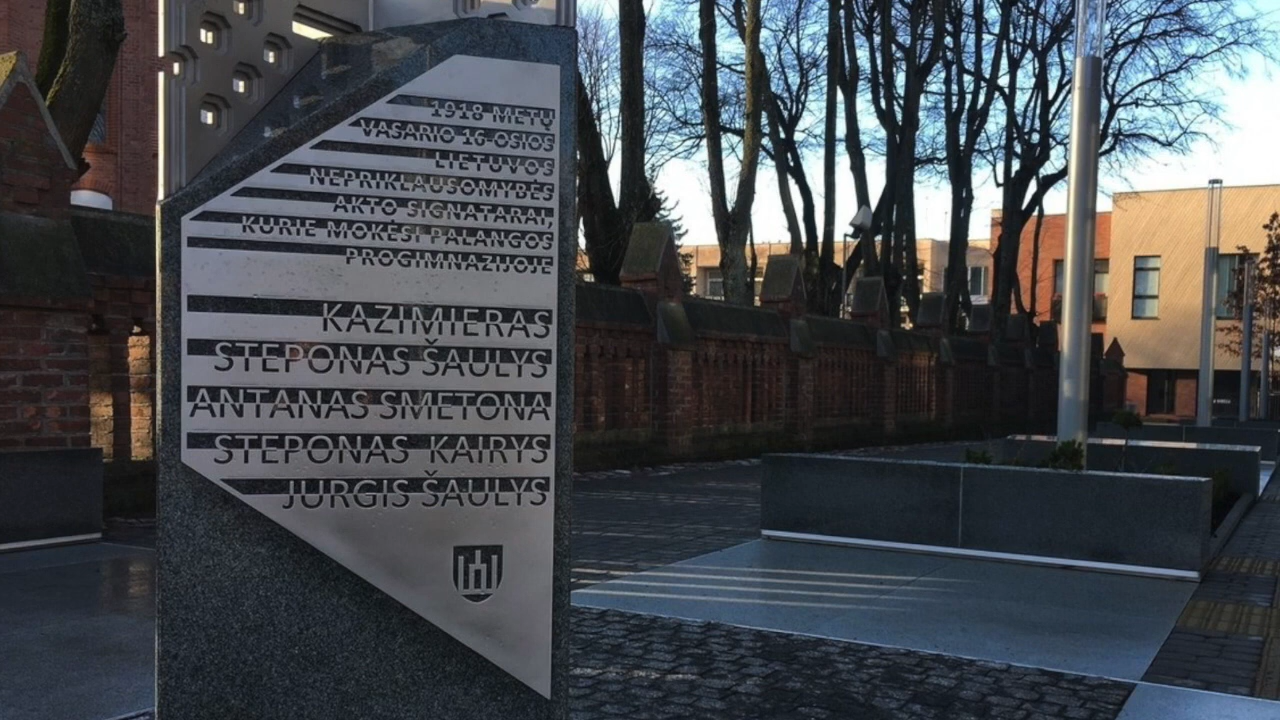 1918 METŲ
VASARIO 16-OSIOS
LIETUVOS
NEPRIKLAUSOMYBĖS
AKTO SIGNATARAI,
KURIE MOKĖSI PALANGOS
PROGIMNAZIJOJE
KAZIMIERAS
STEPONAS ŠAULYS
ANTANAS SMETONA
STEPONAS KAIRYS
JURGIS ŠAULYS